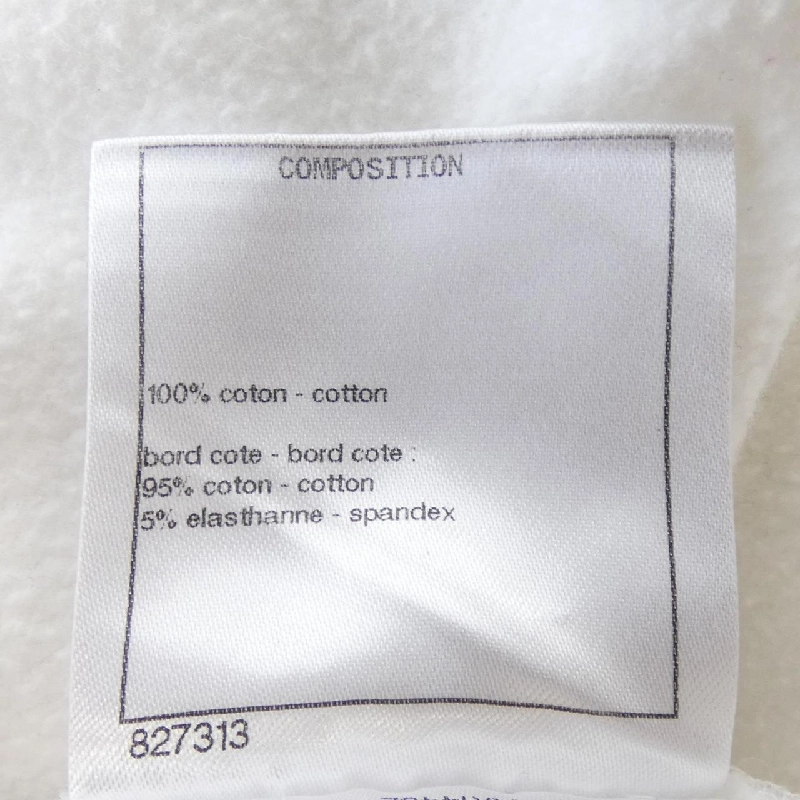 COMPOSITION
100% coton - cotton
bord cote - bord cote :
95% coton - cotton
5% elasthanne - spandex
827313